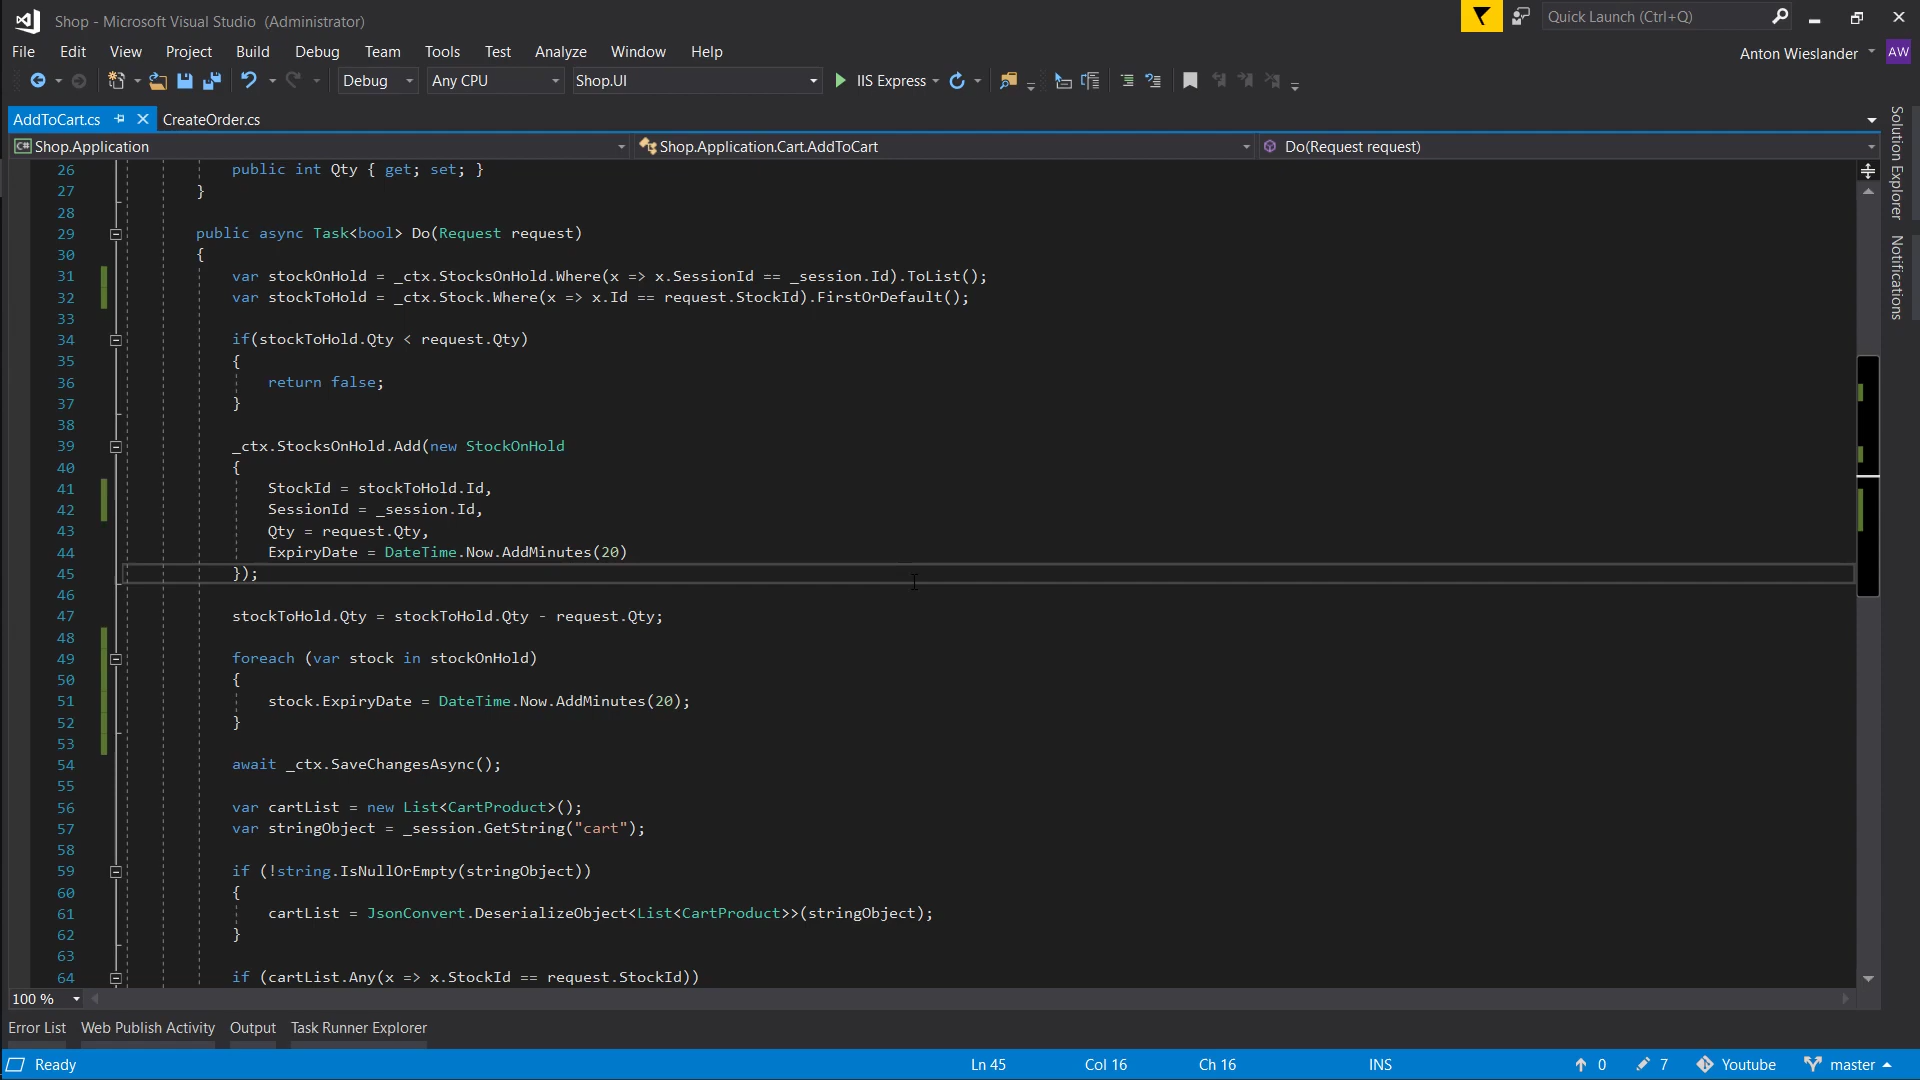 Shop - Microsoft Visual Studio (Administrator)
Quick Launch (Ctrl+Q)
File Edit View Project Build Debug Team Tools Test Analyze Window Help
Anton Wieslander AW
Debug Any CPU Shop.UI IIS Express
AddToCart.cs CreateOrder.cs
C# Shop.Application Shop.Application.Cart.AddToCart Do(Request request)
Solution Explorer
Notifications
26 public int Qty { get; set; }
27 }
28
29 public async Task<bool> Do(Request request)
30 {
31 var stockOnHold = _ctx.StocksOnHold.Where(x => x.SessionId == _session.Id).ToList();
32 var stockToHold = _ctx.Stock.Where(x => x.Id == request.StockId).FirstOrDefault();
33
34 if(stockToHold.Qty < request.Qty)
35 {
36 return false;
37 }
38
39 _ctx.StocksOnHold.Add(new StockOnHold
40 {
41 StockId = stockToHold.Id,
42 SessionId = _session.Id,
43 Qty = request.Qty,
44 ExpiryDate = DateTime.Now.AddMinutes(20)
45 });
46
47 stockToHold.Qty = stockToHold.Qty - request.Qty;
48
49 foreach (var stock in stockOnHold)
50 {
51 stock.ExpiryDate = DateTime.Now.AddMinutes(20);
52 }
53
54 await _ctx.SaveChangesAsync();
55
56 var cartList = new List<CartProduct>();
57 var stringObject = _session.GetString("cart");
58
59 if (!string.IsNullOrEmpty(stringObject))
60 {
61 cartList = JsonConvert.DeserializeObject<List<CartProduct>>(stringObject);
62 }
63
64 if (cartList.Any(x => x.StockId == request.StockId))
100 %
Error List Web Publish Activity Output Task Runner Explorer
Ready Ln 45 Col 16 Ch 16 INS 0 7 Youtube master